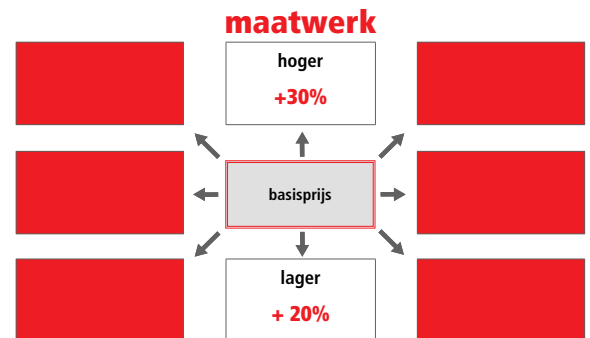 maatwerk
hoger
+30%
basisprijs
lager
+ 20%